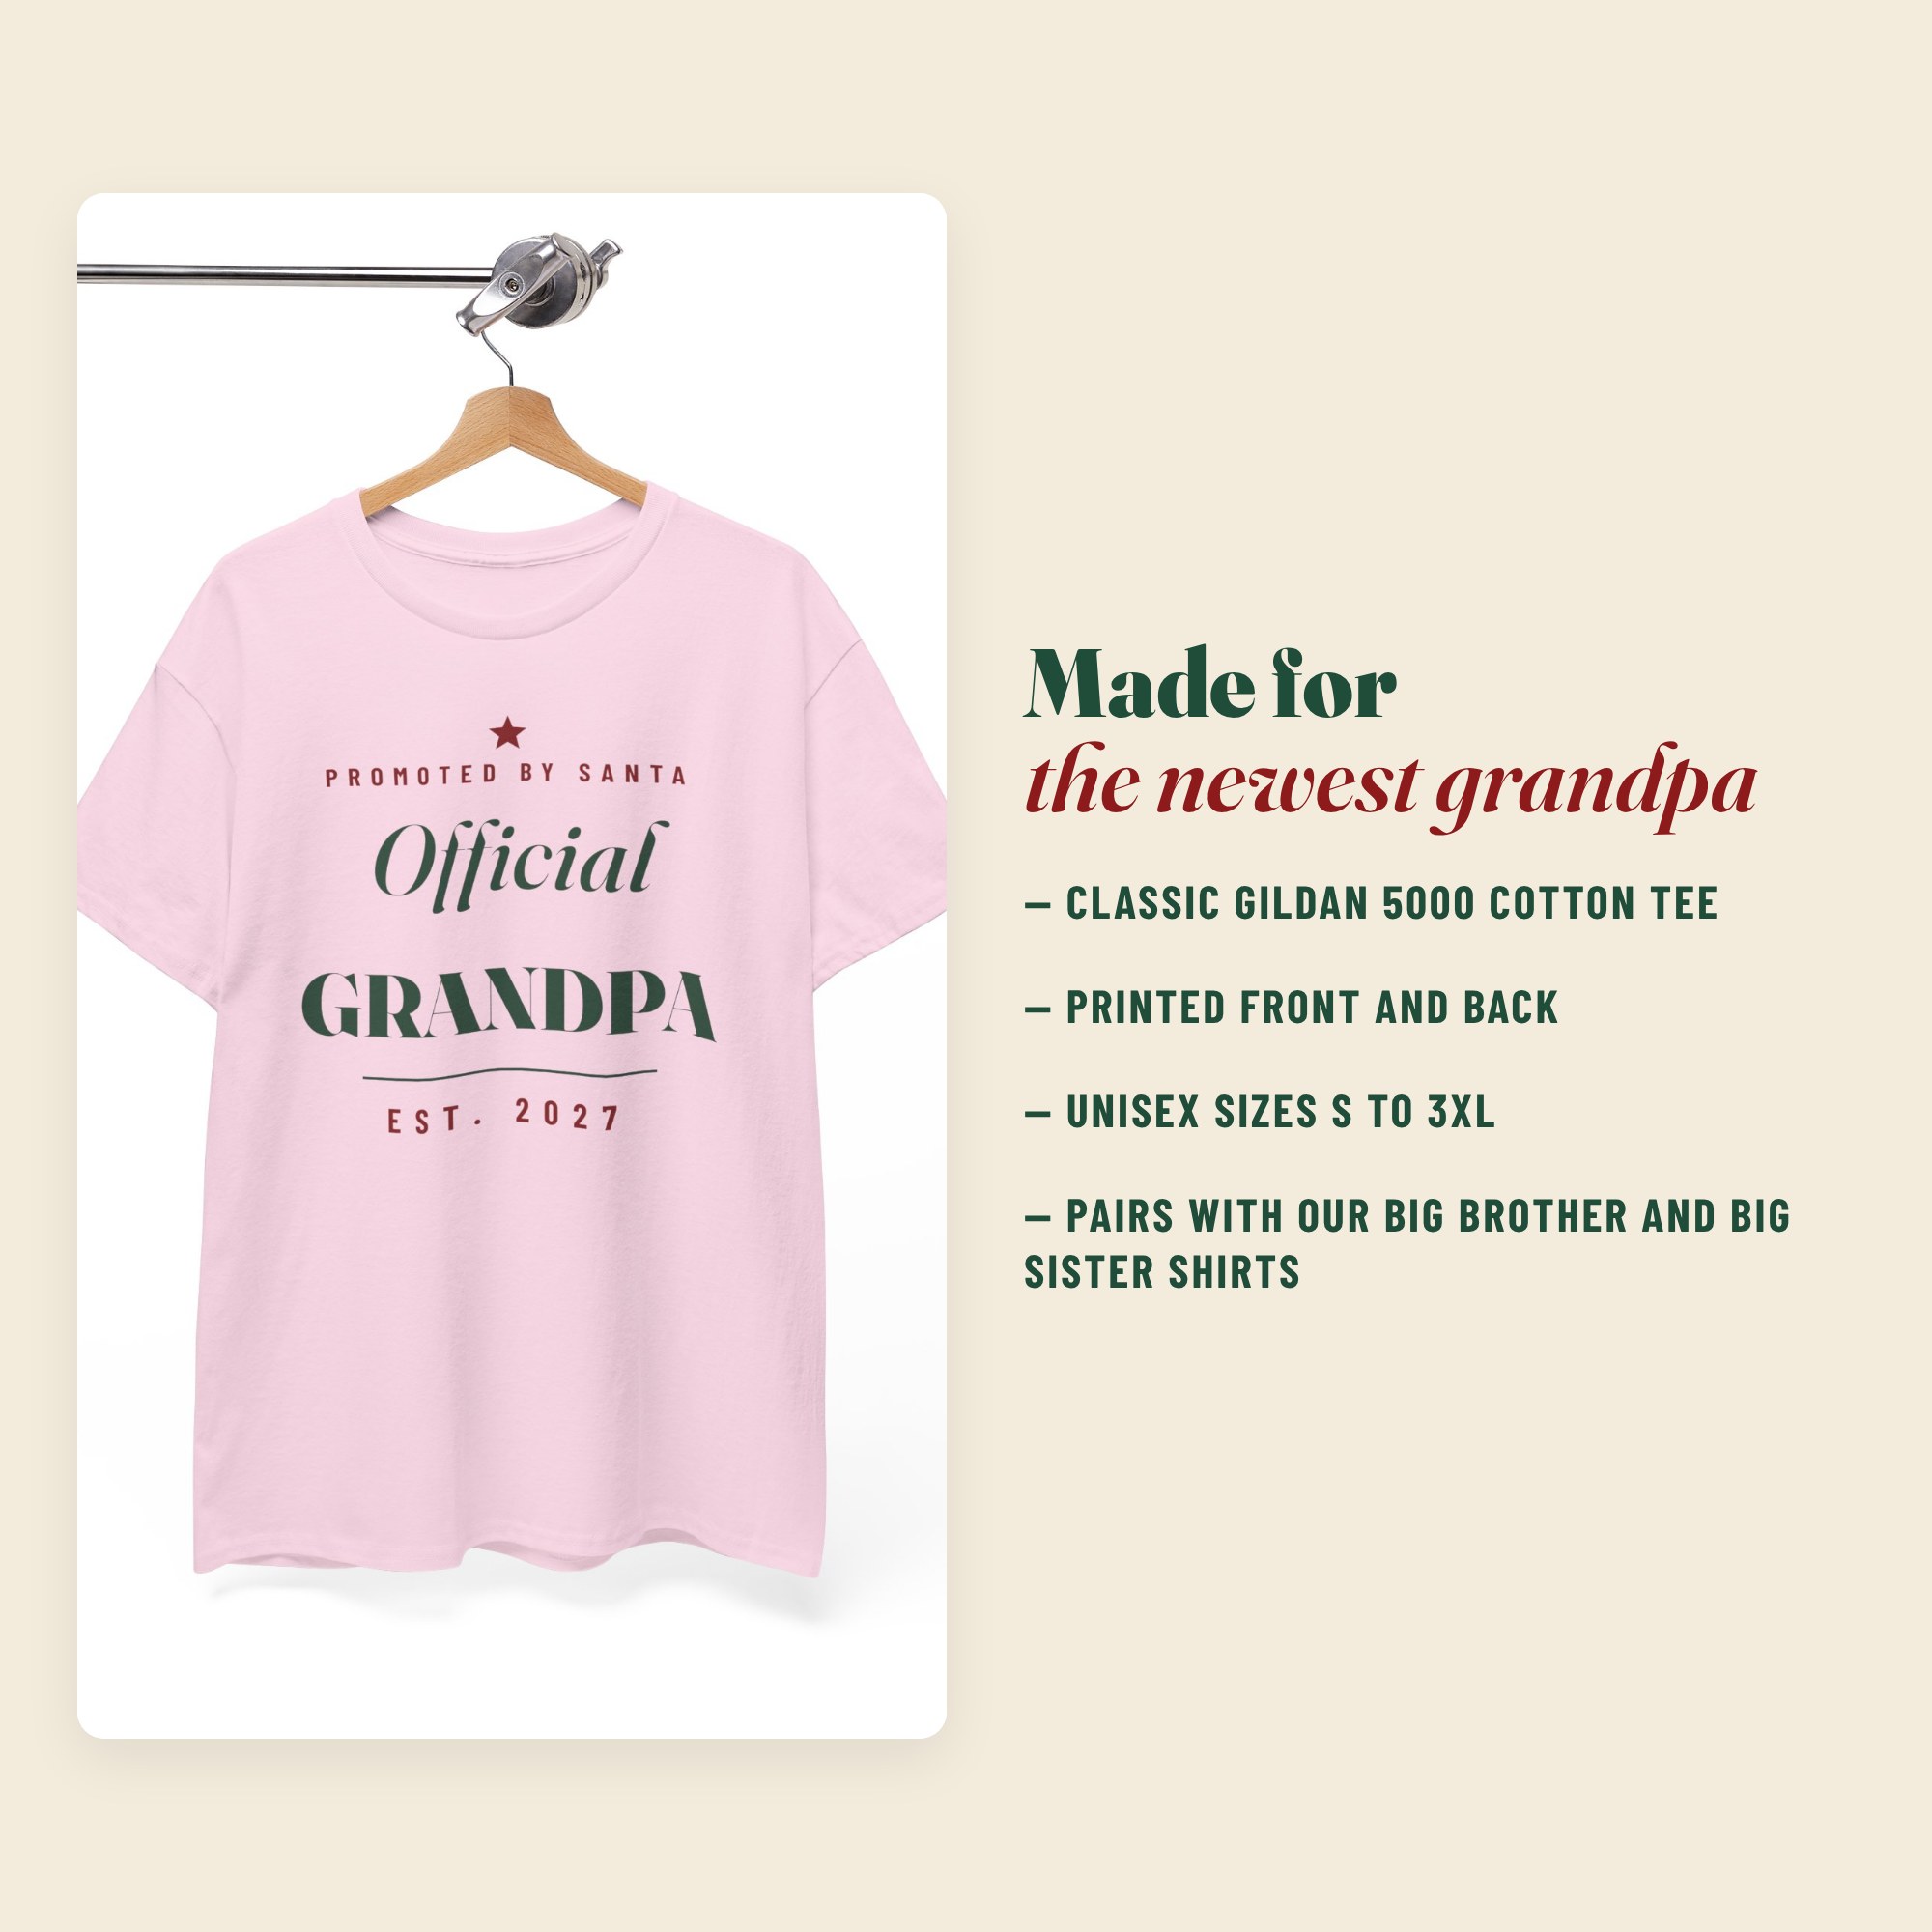 PROMOTED BY SANTA
Official
GRANDPA
EST. 2027
Made for
the newest grandpa
– CLASSIC GILDAN 5000 COTTON TEE
– PRINTED FRONT AND BACK
– UNISEX SIZES S TO 3XL
– PAIRS WITH OUR BIG BROTHER AND BIG
SISTER SHIRTS